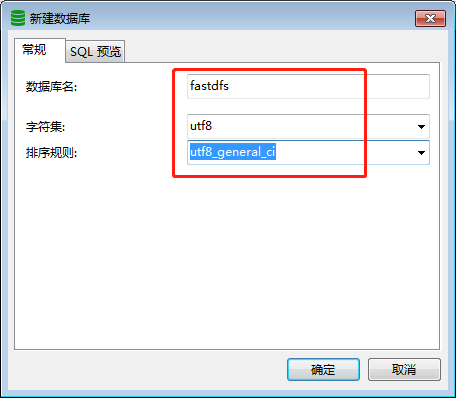 新建数据库
常规 SQL 预览
数据库名: fastdfs
字符集: utf8
排序规则: utf8_general_ci
确定 取消